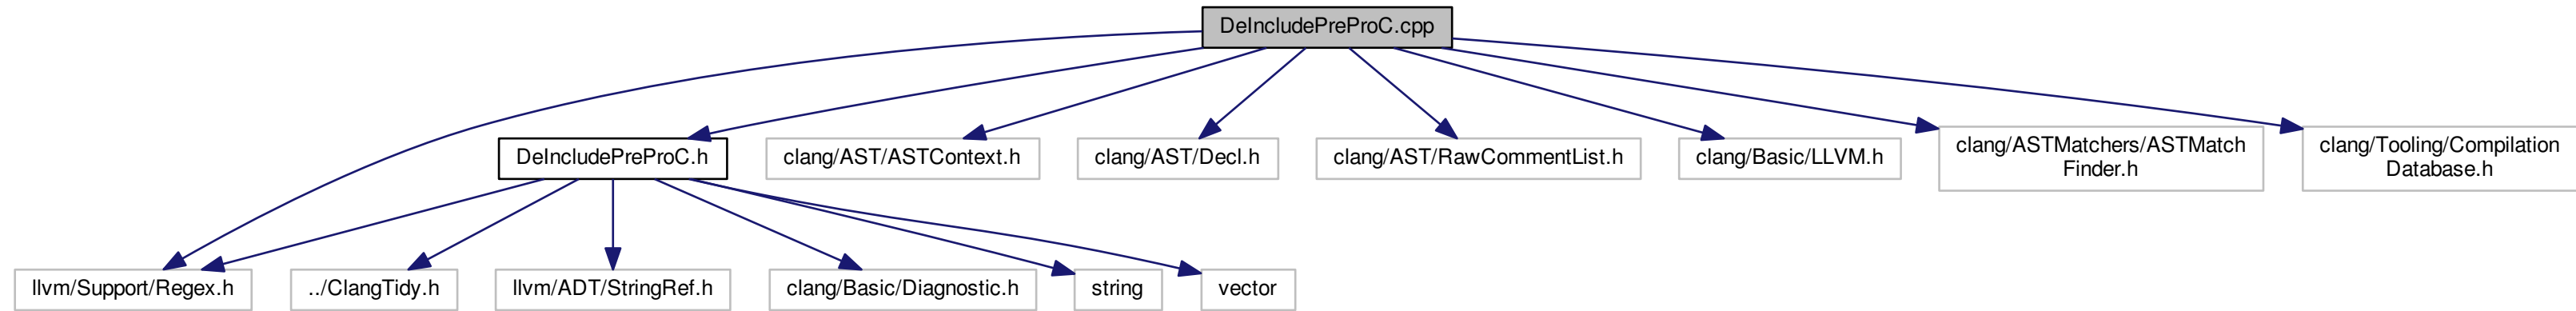 DeIncludePreProC.cpp
DeIncludePreProC.h
clang/AST/ASTContext.h
clang/AST/Decl.h
clang/AST/RawCommentList.h
clang/Basic/LLVM.h
clang/ASTMatchers/ASTMatch
Finder.h
clang/Tooling/Compilation
Database.h
llvm/Support/Regex.h
../ClangTidy.h
llvm/ADT/StringRef.h
clang/Basic/Diagnostic.h
string
vector